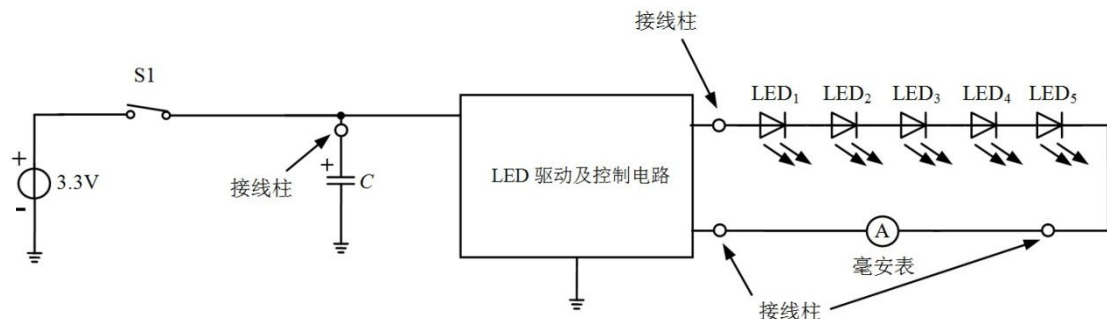 接线柱
S1
LED1 LED2 LED3 LED4 LED5
+
3.3V
-
接线柱
+
C
LED 驱动及控制电路
A
毫安表
接线柱